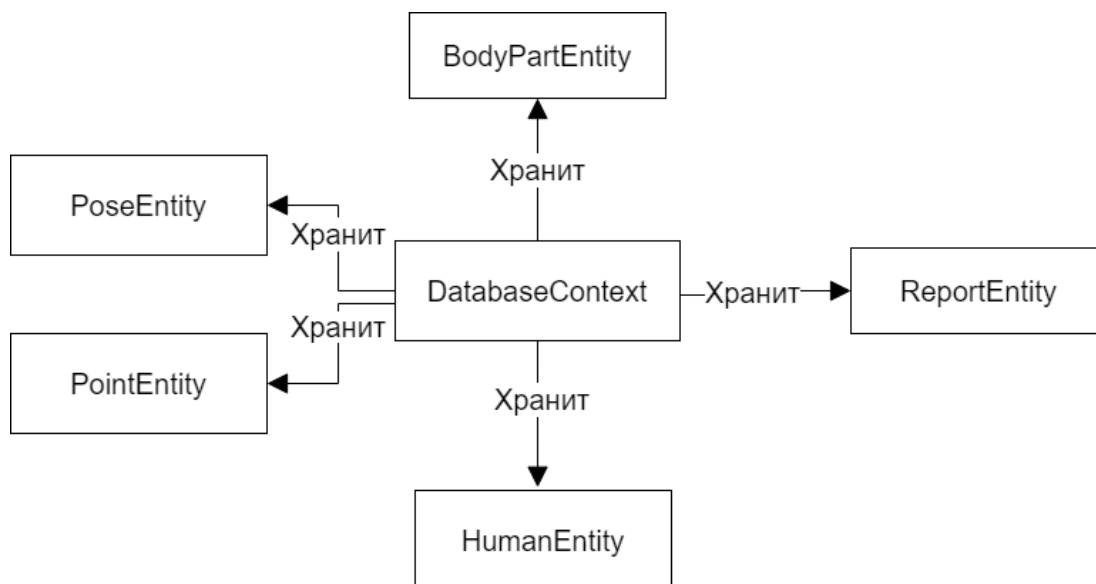 BodyPartEntity
Хранит
PoseEntity
Хранит
DatabaseContext
Хранит
ReportEntity
Хранит
PointEntity
Хранит
HumanEntity